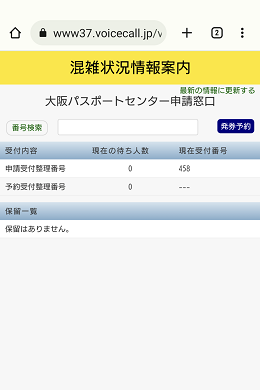 www37.voicecall.jp/v
2
混雑状況情報案内
最新の情報に更新する
大阪パスポートセンター申請窓口
番号検索 発券予約
受付内容 現在の待ち人数 現在受付番号
申請受付整理番号 0 458
予約受付整理番号 0 ---
保留一覧
保留はありません。